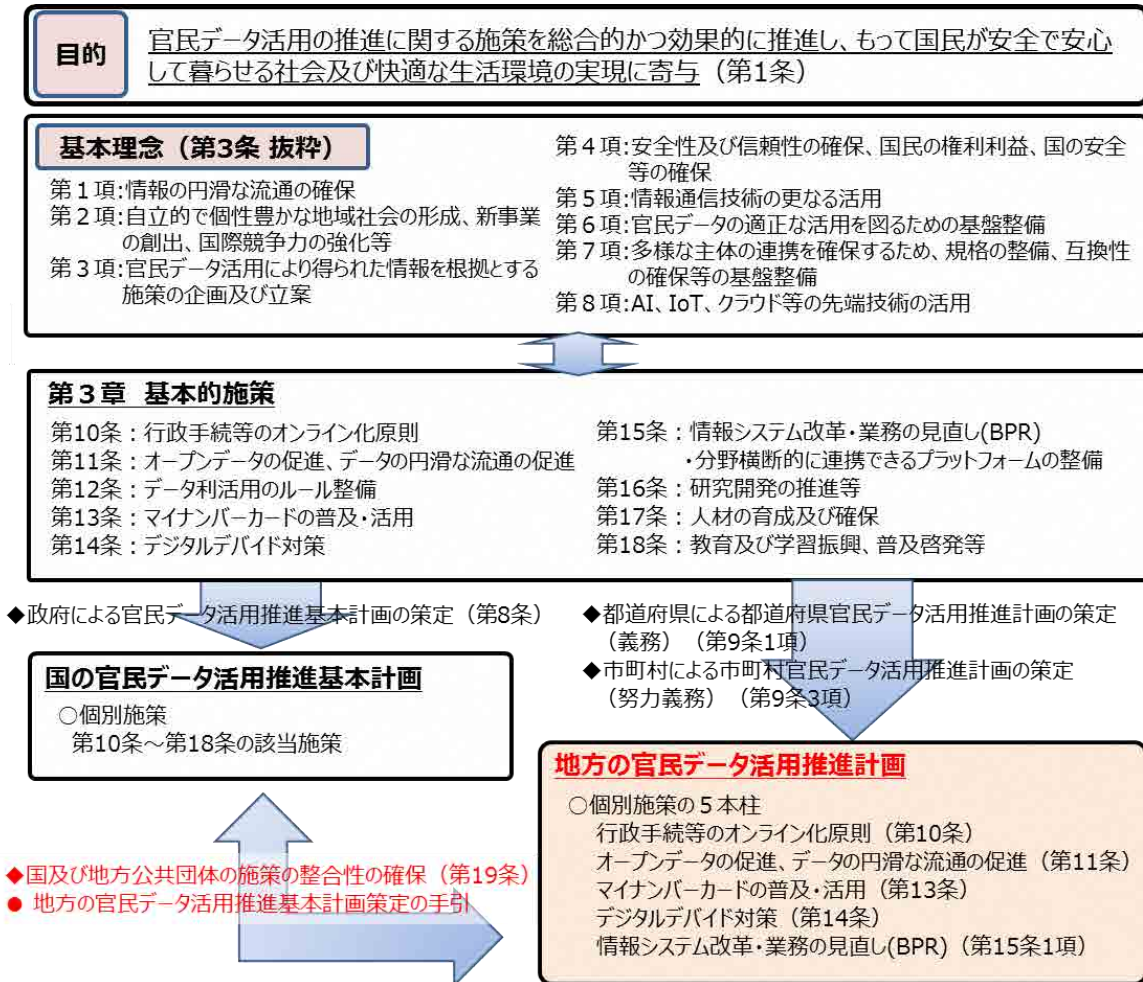 目的
官民データ活用の推進に関する施策を総合的かつ効果的に推進し、もって国民が安全で安心
して暮らせる社会及び快適な生活環境の実現に寄与（第1条）
基本理念（第3条 抜粋）
第１項:情報の円滑な流通の確保
第２項:自立的で個性豊かな地域社会の形成、新事業
の創出、国際競争力の強化等
第３項:官民データ活用により得られた情報を根拠とする
施策の企画及び立案
第４項:安全性及び信頼性の確保、国民の権利利益、国の安全
等の確保
第５項:情報通信技術の更なる活用
第６項:官民データの適正な活用を図るための基盤整備
第７項:多様な主体の連携を確保するため、規格の整備、互換性
の確保等の基盤整備
第８項:AI、IoT、クラウド等の先端技術の活用
第３章 基本的施策
第10条：行政手続等のオンライン化原則
第11条：オープンデータの促進、データの円滑な流通の促進
第12条：データ利活用のルール整備
第13条：マイナンバーカードの普及・活用
第14条：デジタルデバイド対策
第15条：情報システム改革・業務の見直し(BPR)
・分野横断的に連携できるプラットフォームの整備
第16条：研究開発の推進等
第17条：人材の育成及び確保
第18条：教育及び学習振興、普及啓発等
◆政府による官民データ活用推進基本計画の策定（第8条）
◆都道府県による都道府県官民データ活用推進計画の策定
（義務）（第9条1項）
◆市町村による市町村官民データ活用推進計画の策定
（努力義務）（第9条3項）
国の官民データ活用推進基本計画
○個別施策
第10条～第18条の該当施策
◆国及び地方公共団体の施策の整合性の確保（第19条）
● 地方の官民データ活用推進基本計画策定の手引
地方の官民データ活用推進計画
○個別施策の５本柱
行政手続等のオンライン化原則（第10条）
オープンデータの促進、データの円滑な流通の促進（第11条）
マイナンバーカードの普及・活用（第13条）
デジタルデバイド対策（第14条）
情報システム改革・業務の見直し(BPR)（第15条1項）